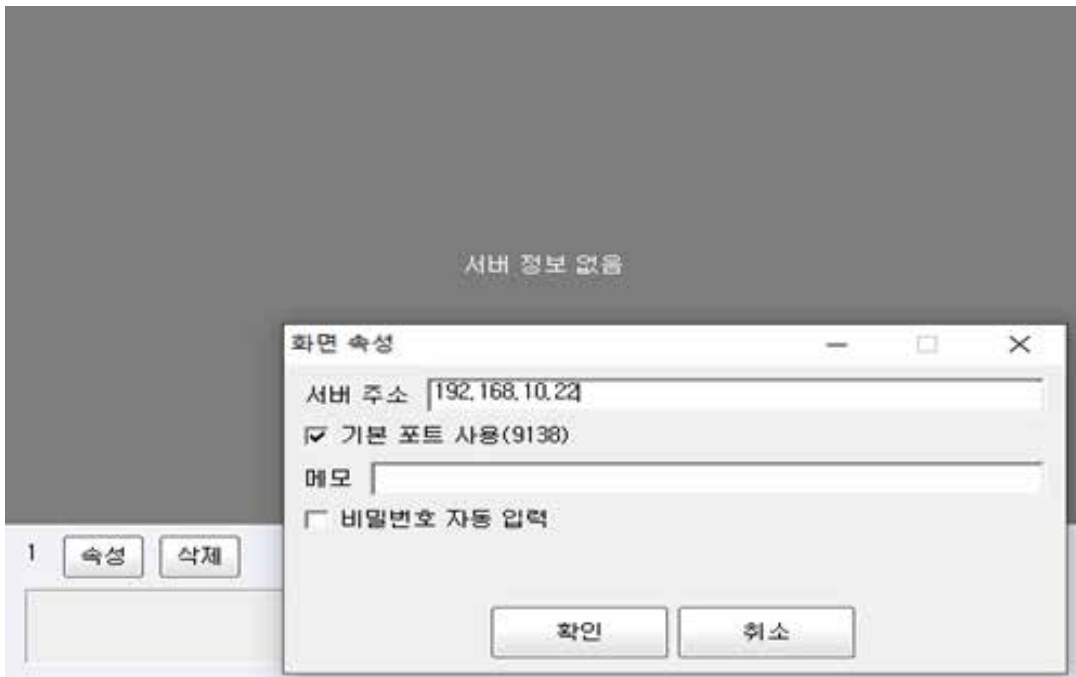 서버 정보 없음
화면 속성
서버 주소 192.168.10.22
기본 포트 사용(9138)
메모
비밀번호 자동 입력
1 속성 삭제
확인 취소